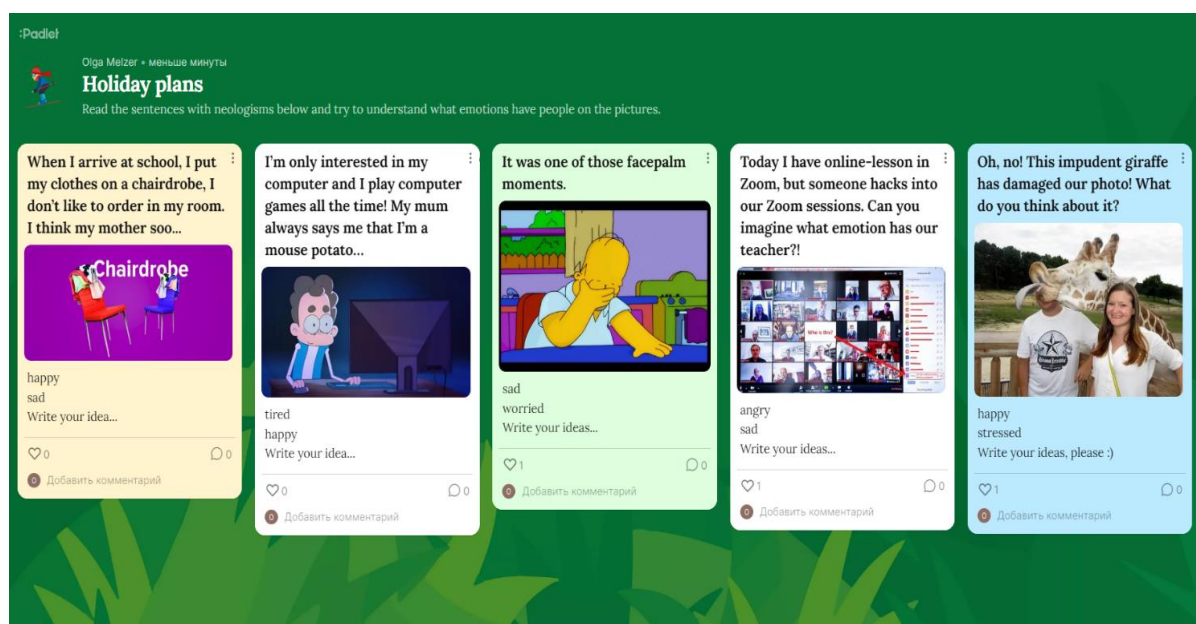 :Padlet
Olga Melzer • меньше минуты
Holiday plans
Read the sentences with neologisms below and try to understand what emotions have people on the pictures.
When I arrive at school, I put
my clothes on a chairdrobe, I
don't like to order in my room.
I think my mother soo...
Chairdrobe
happy
sad
Write your idea...
0
0
Добавить комментарий
I'm only interested in my
computer and I play computer
games all the time! My mum
always says me that I'm a
mouse potato...
tired
happy
Write your idea...
0
0
Добавить комментарий
It was one of those facepalm
moments.
sad
worried
Write your ideas...
1
0
Добавить комментарий
Today I have online-lesson in
Zoom, but someone hacks into
our Zoom sessions. Can you
imagine what emotion has our
teacher?!
Who is this?
angry
sad
Write your ideas...
1
0
Добавить комментарий
Oh, no! This impudent giraffe
has damaged our photo! What
do you think about it?
happy
stressed
Write your ideas, please :)
1
0
Добавить комментарий